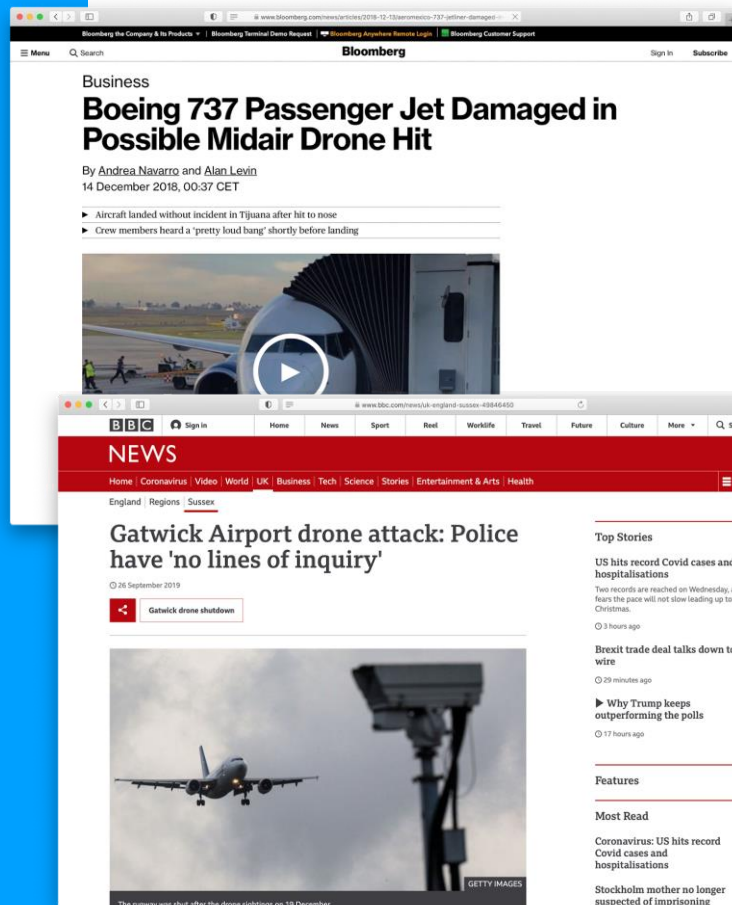 www.bloomberg.com/news/articles/2018-12-13/aeromexico-737-jetliner-damaged-
Bloomberg the Company & Its Products | Bloomberg Terminal Demo Request | Bloomberg Anywhere Remote Login | Bloomberg Customer Support
Menu Search Bloomberg Sign In Subscribe
Business
Boeing 737 Passenger Jet Damaged in
Possible Midair Drone Hit
By Andrea Navarro and Alan Levin
14 December 2018, 00:37 CET
Aircraft landed without incident in Tijuana after hit to nose
Crew members heard a ‘pretty loud bang’ shortly before landing
www.bbc.com/news/uk-england-sussex-49846450
BBC Sign in Home News Sport Reel Worklife Travel Future Culture More
NEWS
Home | Coronavirus | Video | World | UK | Business | Tech | Science | Stories | Entertainment & Arts | Health
England | Regions | Sussex
Gatwick Airport drone attack: Police
have 'no lines of inquiry'
26 September 2019
Gatwick drone shutdown
GETTY IMAGES
The runway was shut after the drone sightings on 19 December
Top Stories
US hits record Covid cases and
hospitalisations
Two records are reached on Wednesday,
fears the pace will not slow leading up to
Christmas.
3 hours ago
Brexit trade deal talks down to
wire
29 minutes ago
Why Trump keeps
outperforming the polls
17 hours ago
Features
Most Read
Coronavirus: US hits record
Covid cases and
hospitalisations
Stockholm mother no longer
suspected of imprisoning